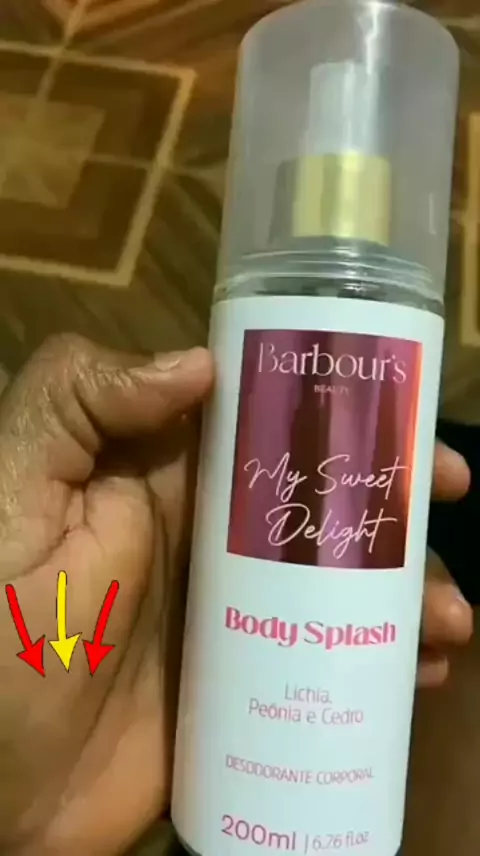 Barbour's
BEAUTY
My Sweet
Delight
Body Splash
Lichia,
Peônia e Cedro
DESODORANTE CORPORAL
200ml | 6.76 fl.oz